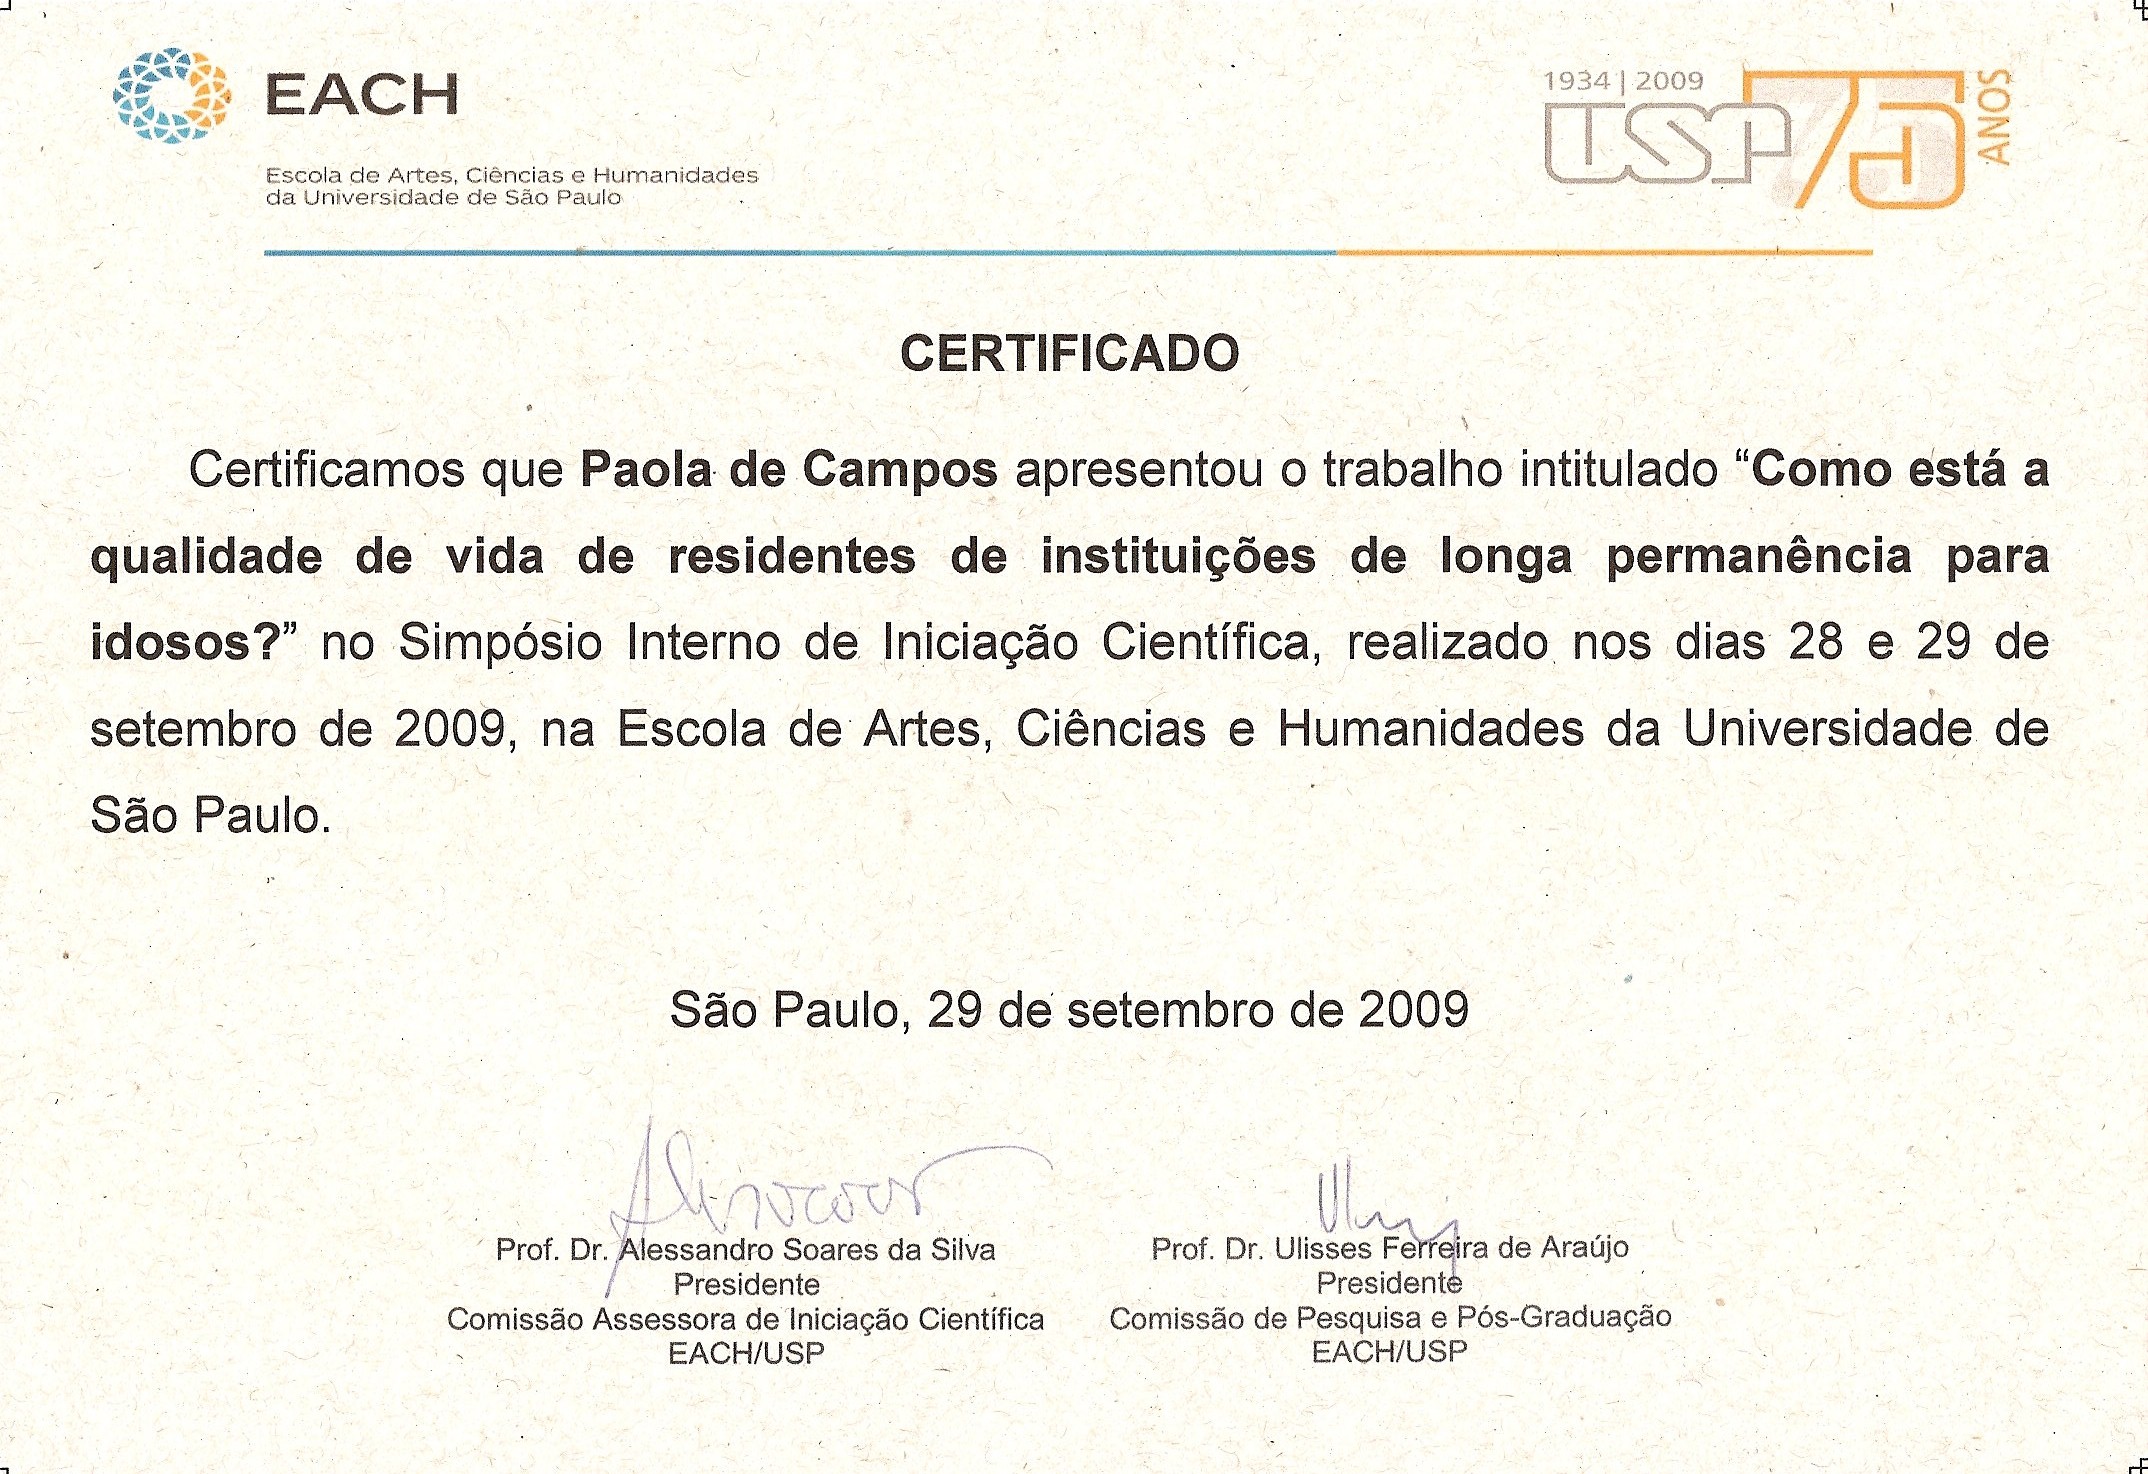 EACH
Escola de Artes, Ciências e Humanidades
da Universidade de São Paulo
1934 | 2009
USP 75 ANOS
CERTIFICADO
Certificamos que Paola de Campos apresentou o trabalho intitulado “Como está a
qualidade de vida de residentes de instituições de longa permanência para
idosos?” no Simpósio Interno de Iniciação Científica, realizado nos dias 28 e 29 de
setembro de 2009, na Escola de Artes, Ciências e Humanidades da Universidade de
São Paulo.
São Paulo, 29 de setembro de 2009
Prof. Dr. Alessandro Soares da Silva
Presidente
Comissão Assessora de Iniciação Científica
EACH/USP
Prof. Dr. Ulisses Ferreira de Araújo
Presidente
Comissão de Pesquisa e Pós-Graduação
EACH/USP